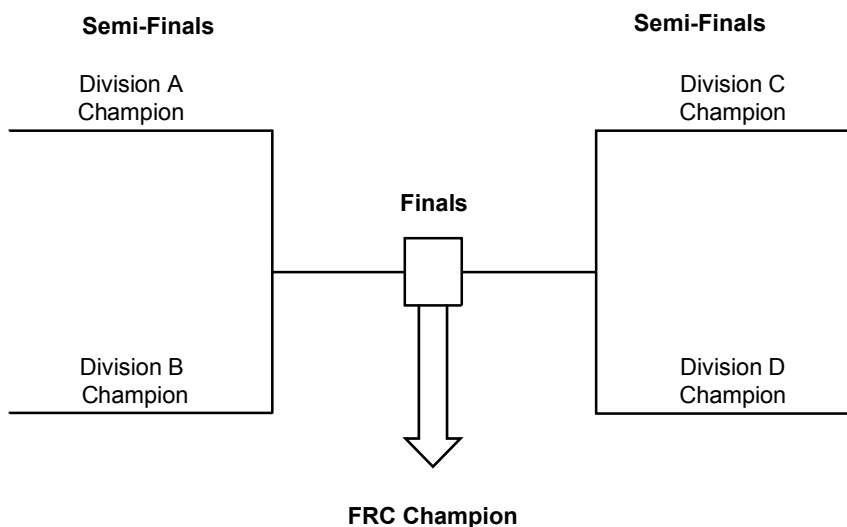 Semi-Finals
Semi-Finals
Division A
Champion
Division C
Champion
Finals
Division B
Champion
Division D
Champion
FRC Champion